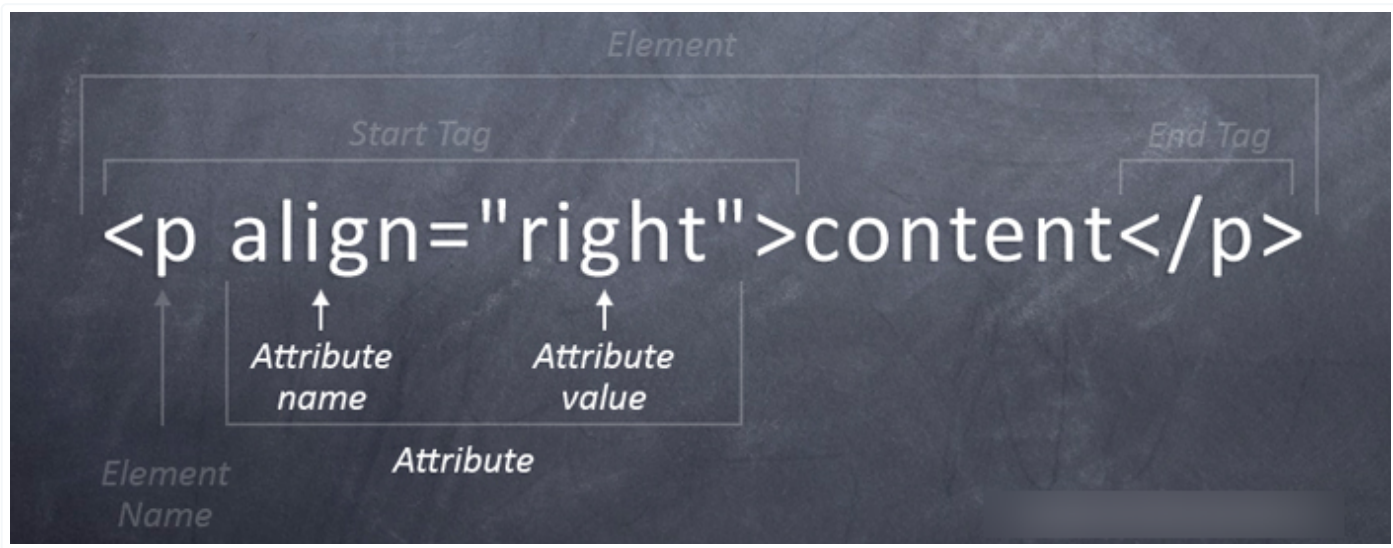 Element
Start Tag
End Tag
<p align="right">content</p>
Attribute
name
Attribute
value
Attribute
Element
Name